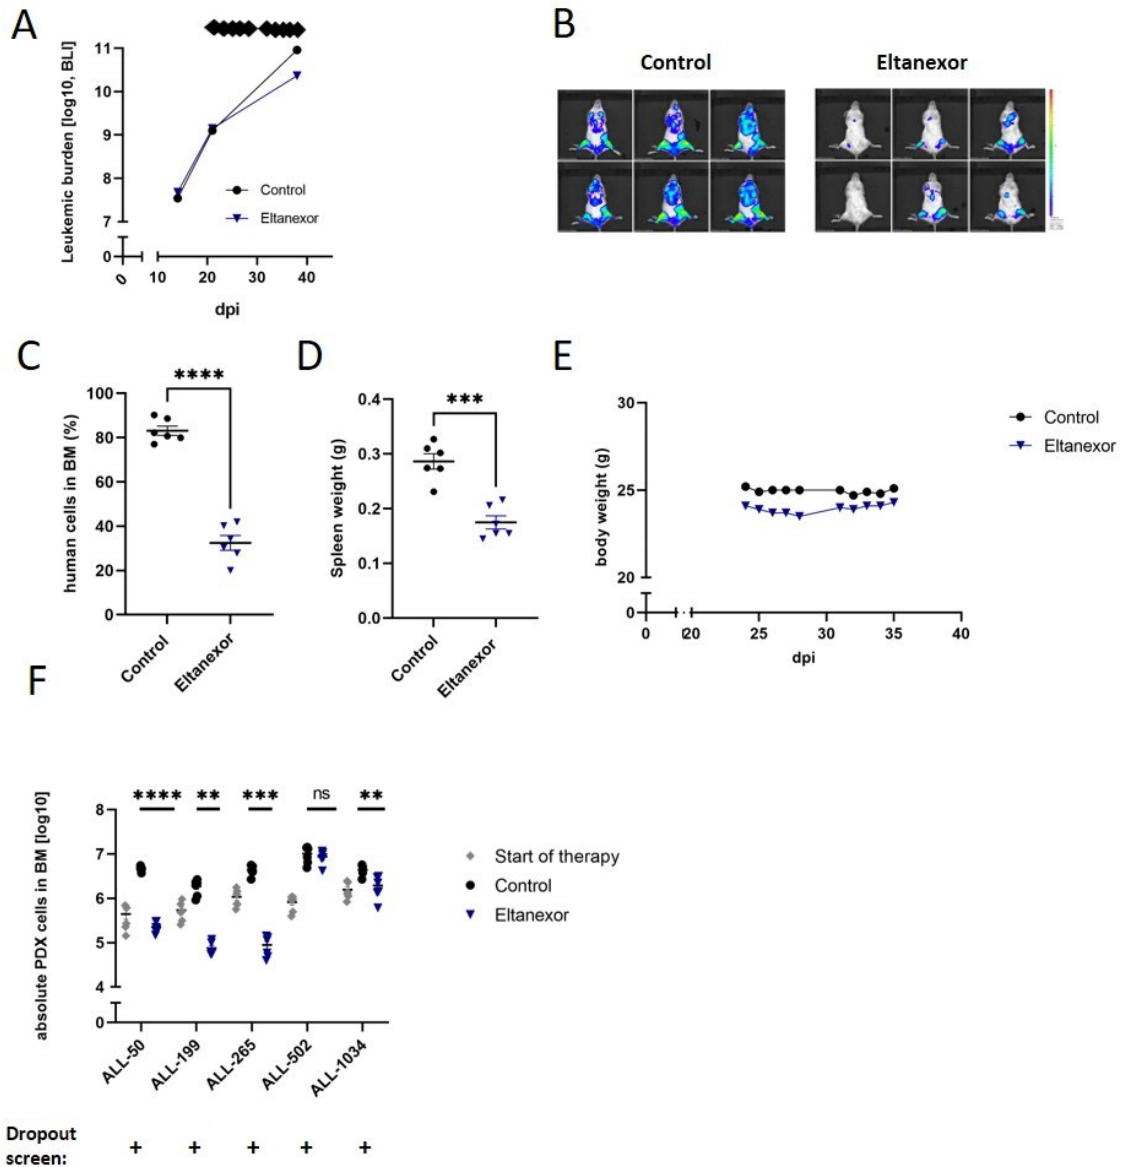 A
Leukemic burden [log10, BLI]
11
10
9
8
7
0
0
10
20
30
40
dpi
Control
Eltanexor
B
Control
Eltanexor
C
human cells in BM (%)
100
80
60
40
20
0
****
Control
Eltanexor
D
Spleen weight (g)
0.4
0.3
0.2
0.1
0.0
***
Control
Eltanexor
E
body weight (g)
30
25
20
0
0
20
25
30
35
40
dpi
Control
Eltanexor
F
absolute PDX cells in BM [log10]
8
7
6
5
4
0
**** ** *** ns **
Start of therapy
Control
Eltanexor
ALL-50
ALL-199
ALL-265
ALL-502
ALL-1034
Dropout
screen:
+ + + + +